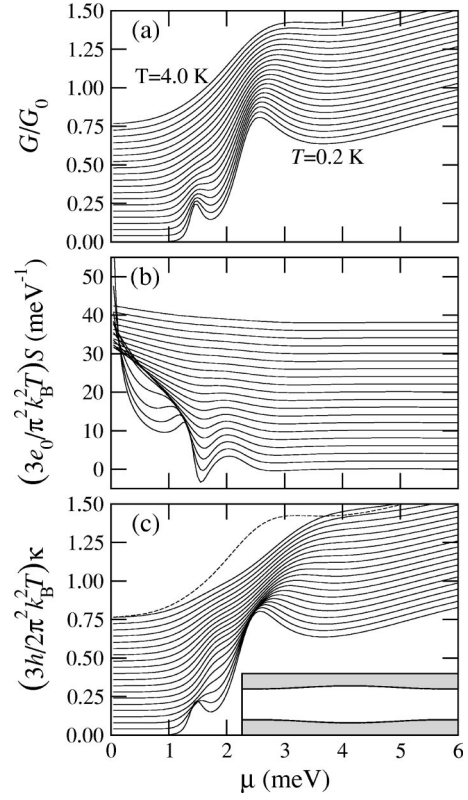 (a)
T=4.0 K
T=0.2 K
G/G₀
1.50
1.25
1.00
0.75
0.50
0.25
0.00
(b)
(3e₀/π²k_B²T)S (meV⁻¹)
50
40
30
20
10
0
(c)
(3h/2π²k_B²T)κ
1.50
1.25
1.00
0.75
0.50
0.25
0.00
0 1 2 3 4 5 6
μ (meV)